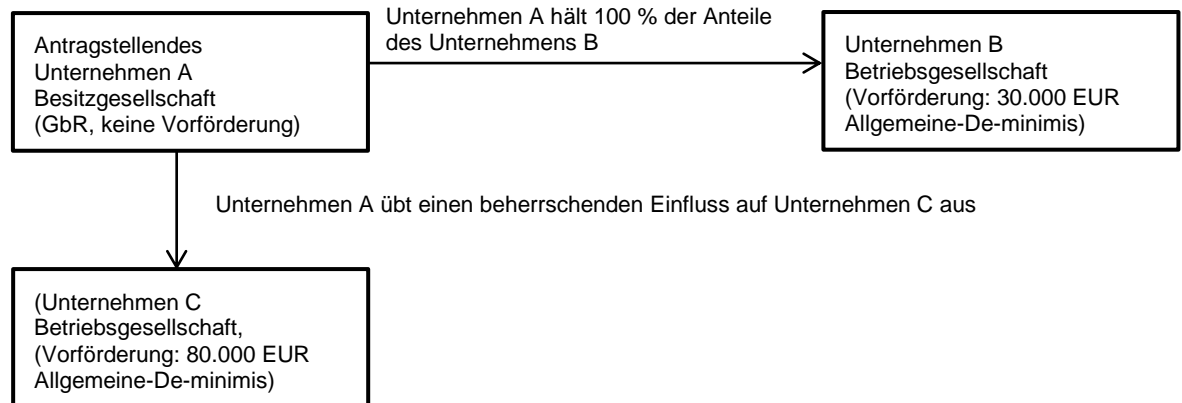 Antragstellendes
Unternehmen A
Besitzgesellschaft
(GbR, keine Vorförderung)
Unternehmen A hält 100 % der Anteile
des Unternehmens B
Unternehmen B
Betriebsgesellschaft
(Vorförderung: 30.000 EUR
Allgemeine-De-minimis)
Unternehmen A übt einen beherrschenden Einfluss auf Unternehmen C aus
(Unternehmen C
Betriebsgesellschaft,
(Vorförderung: 80.000 EUR
Allgemeine-De-minimis)